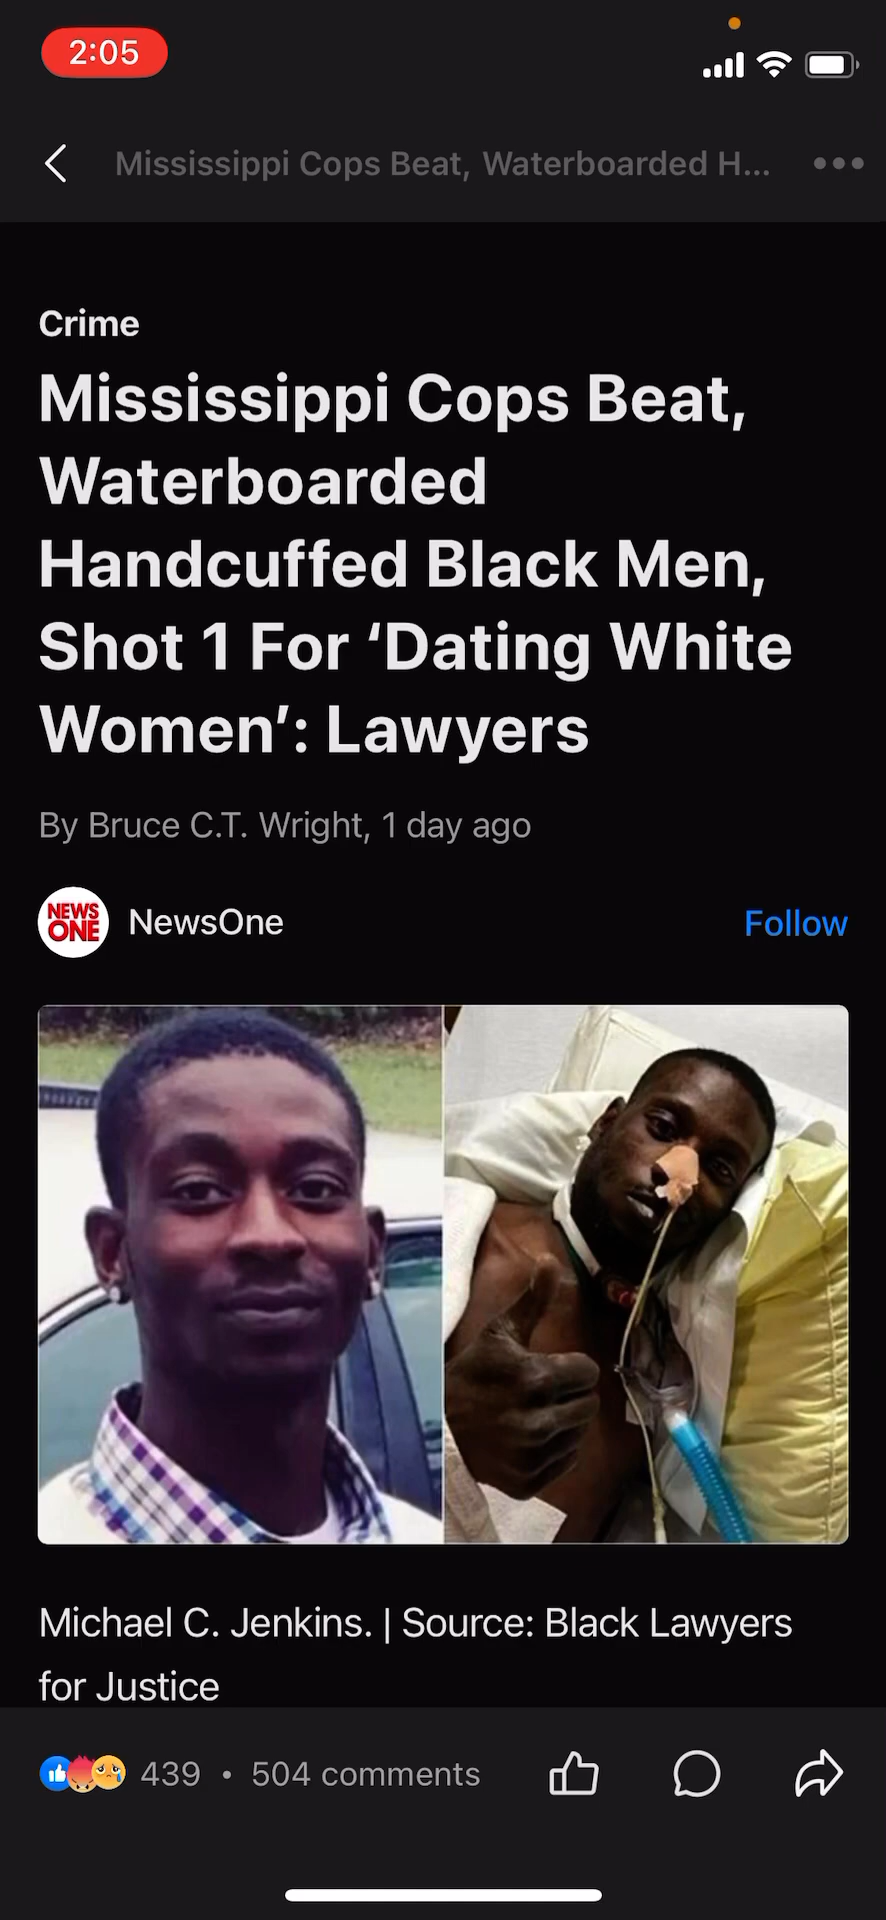 2:05
Mississippi Cops Beat, Waterboarded H...
Crime
Mississippi Cops Beat,
Waterboarded
Handcuffed Black Men,
Shot 1 For ‘Dating White
Women’: Lawyers
By Bruce C.T. Wright, 1 day ago
NEWS
ONE
NewsOne
Follow
Michael C. Jenkins. | Source: Black Lawyers
for Justice
439 • 504 comments